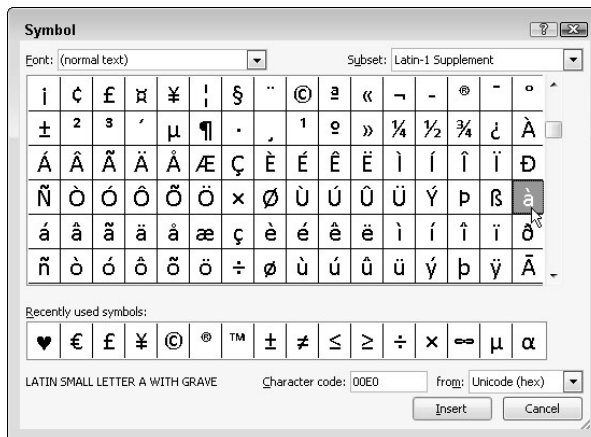 Symbol
Font: (normal text) Subset: Latin-1 Supplement
¡ ¢ £ ¤ ¥ ¦ § ¨ © ª « ¬ - ® ¯ °
± ² ³ ´ µ ¶ · ¸ ¹ º » ¼ ½ ¾ ¿ À
Á Â Ã Ä Å Æ Ç È É Ê Ë Ì Í Î Ï Ð
Ñ Ò Ó Ô Õ Ö × Ø Ù Ú Û Ü Ý Þ ß à
á â ã ä å æ ç è é ê ë ì í î ï ð
ñ ò ó ô õ ö ÷ ø ù ú û ü ý þ ÿ Ā
Recently used symbols:
♥ € £ ¥ © ® ™ ± ≠ ≤ ≥ ÷ × ∞ µ α
LATIN SMALL LETTER A WITH GRAVE Character code: 00E0 from: Unicode (hex)
Insert Cancel